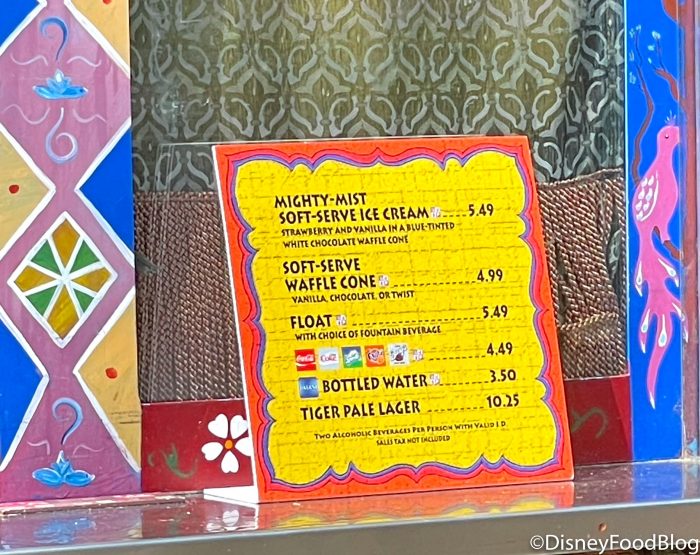 MIGHTY-MIST
SOFT-SERVE ICE CREAM 5.49
STRAWBERRY AND VANILLA IN A BLUE-TINTED
WHITE CHOCOLATE WAFFLE CONE
SOFT-SERVE
WAFFLE CONE 4.99
VANILLA, CHOCOLATE, OR TWIST
FLOAT 5.49
WITH CHOICE OF FOUNTAIN BEVERAGE
Coca-Cola Coke 4.49
BOTTLED WATER 3.50
TIGER PALE LAGER 10.25
TWO ALCOHOLIC BEVERAGES PER PERSON WITH VALID I.D.
SALES TAX NOT INCLUDED
©DisneyFoodBlog